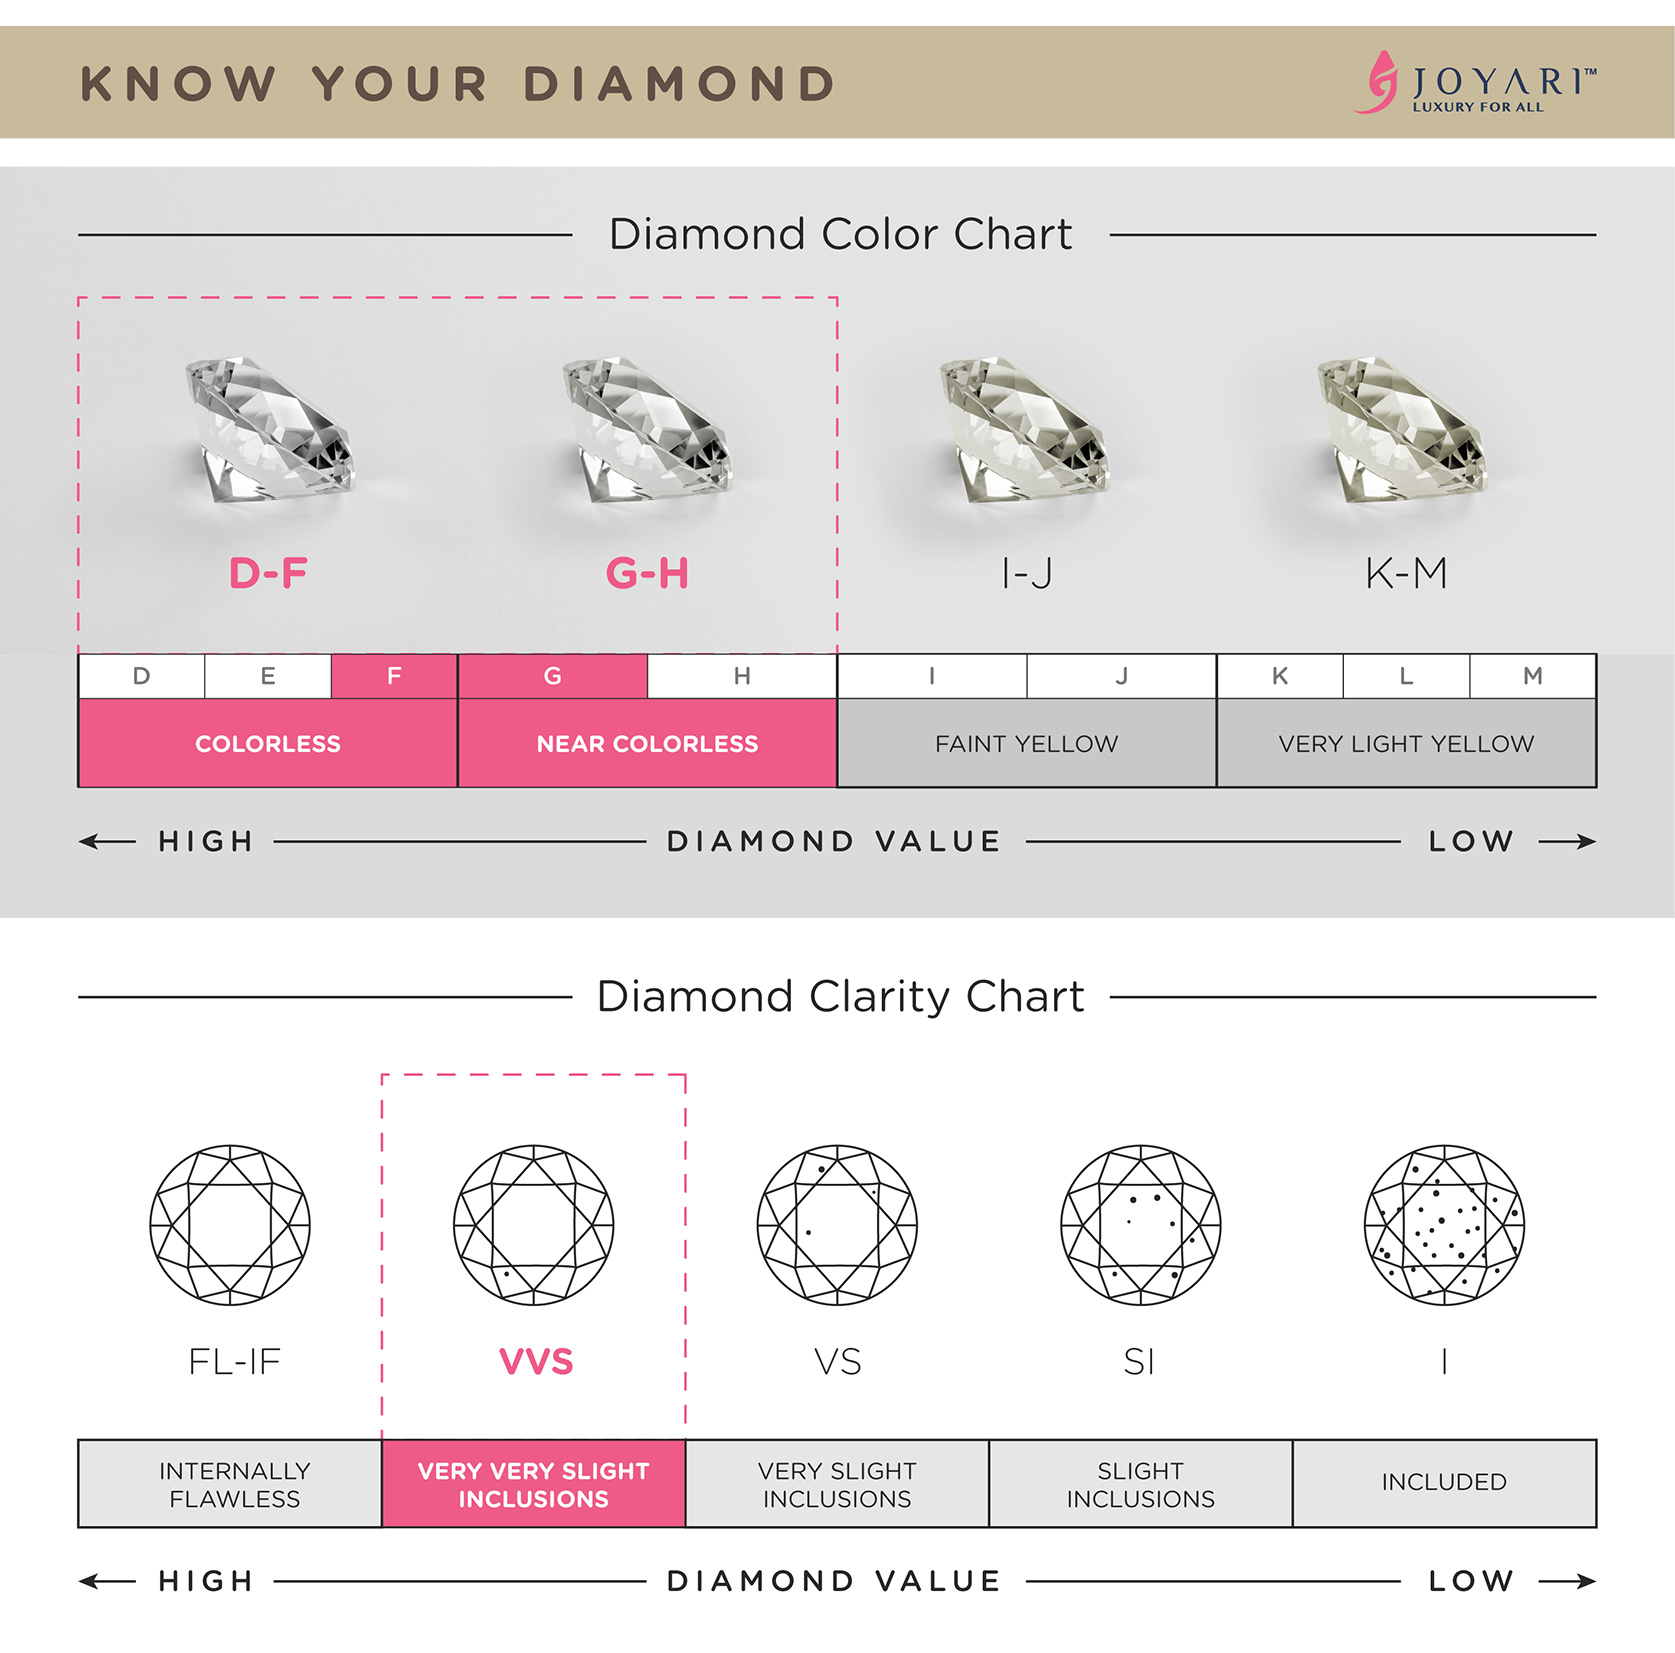 KNOW YOUR DIAMOND
JOYARI™
LUXURY FOR ALL
Diamond Color Chart
D-F G-H I-J K-M
D E F G H I J K L M
COLORLESS NEAR COLORLESS FAINT YELLOW VERY LIGHT YELLOW
HIGH DIAMOND VALUE LOW
Diamond Clarity Chart
FL-IF VVS VS SI I
INTERNALLY
FLAWLESS
VERY VERY SLIGHT
INCLUSIONS
VERY SLIGHT
INCLUSIONS
SLIGHT
INCLUSIONS
INCLUDED
HIGH DIAMOND VALUE LOW